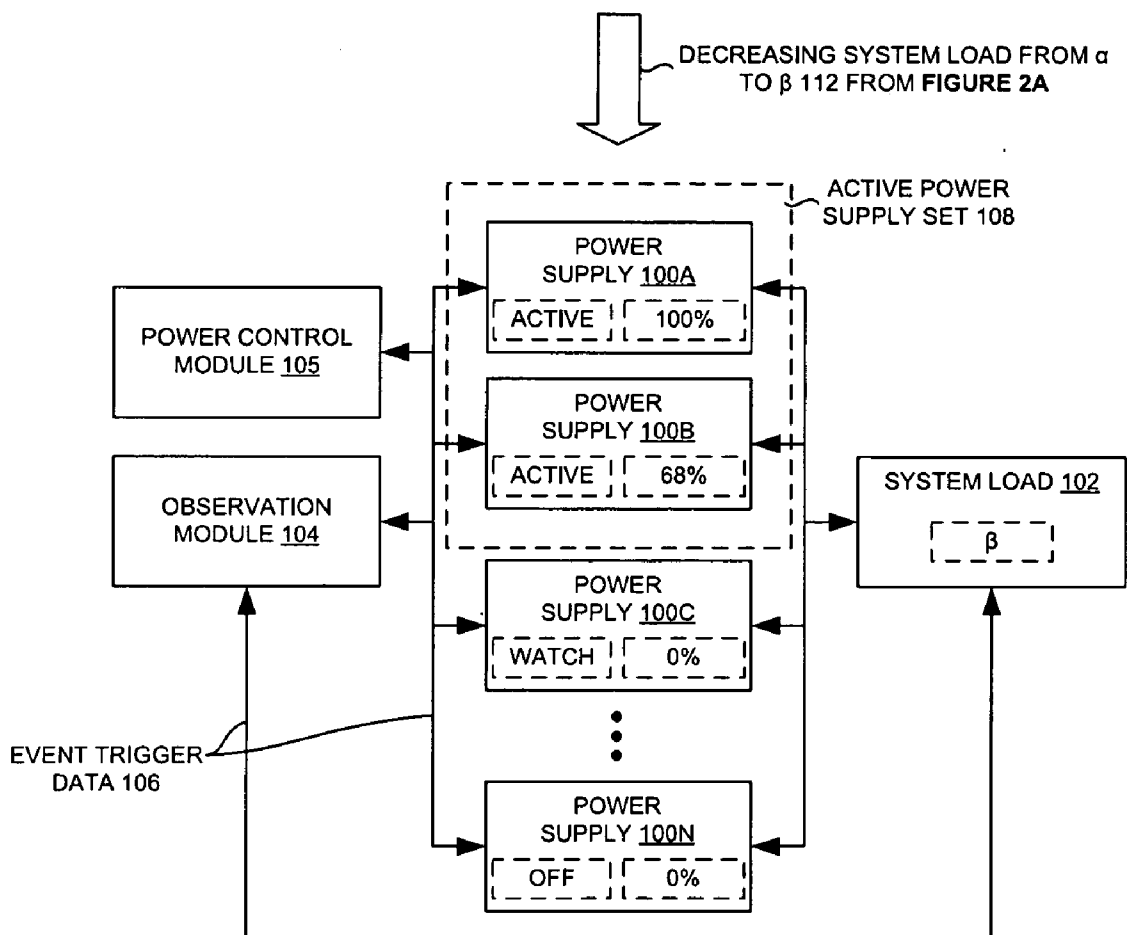 DECREASING SYSTEM LOAD FROM α
TO β 112 FROM FIGURE 2A
ACTIVE POWER
SUPPLY SET 108
POWER
SUPPLY 100A
ACTIVE 100%
POWER CONTROL
MODULE 105
POWER
SUPPLY 100B
ACTIVE 68%
OBSERVATION
MODULE 104
SYSTEM LOAD 102
β
POWER
SUPPLY 100C
WATCH 0%
EVENT TRIGGER
DATA 106
POWER
SUPPLY 100N
OFF 0%